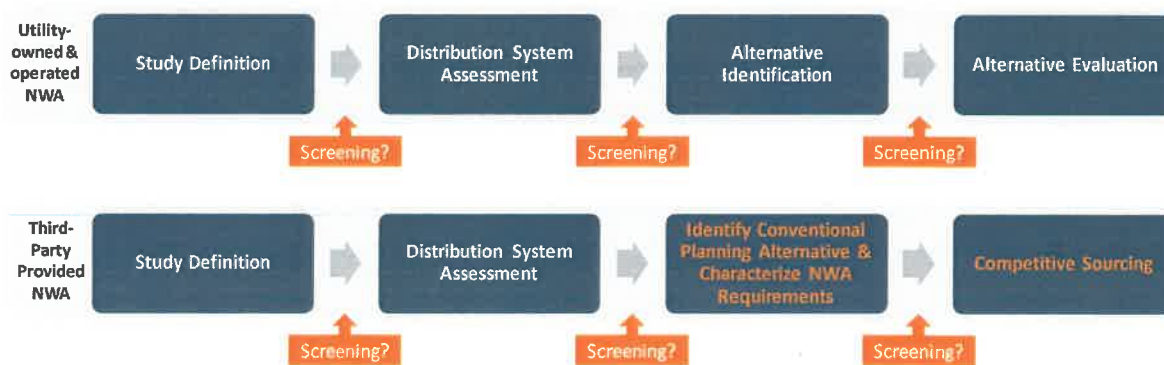 Utility-
owned &
operated
NWA
Study Definition
Distribution System
Assessment
Alternative
Identification
Alternative Evaluation
Screening?
Screening?
Screening?
Third-
Party
Provided
NWA
Study Definition
Distribution System
Assessment
Identify Conventional
Planning Alternative &
Characterize NWA
Requirements
Competitive Sourcing
Screening?
Screening?
Screening?